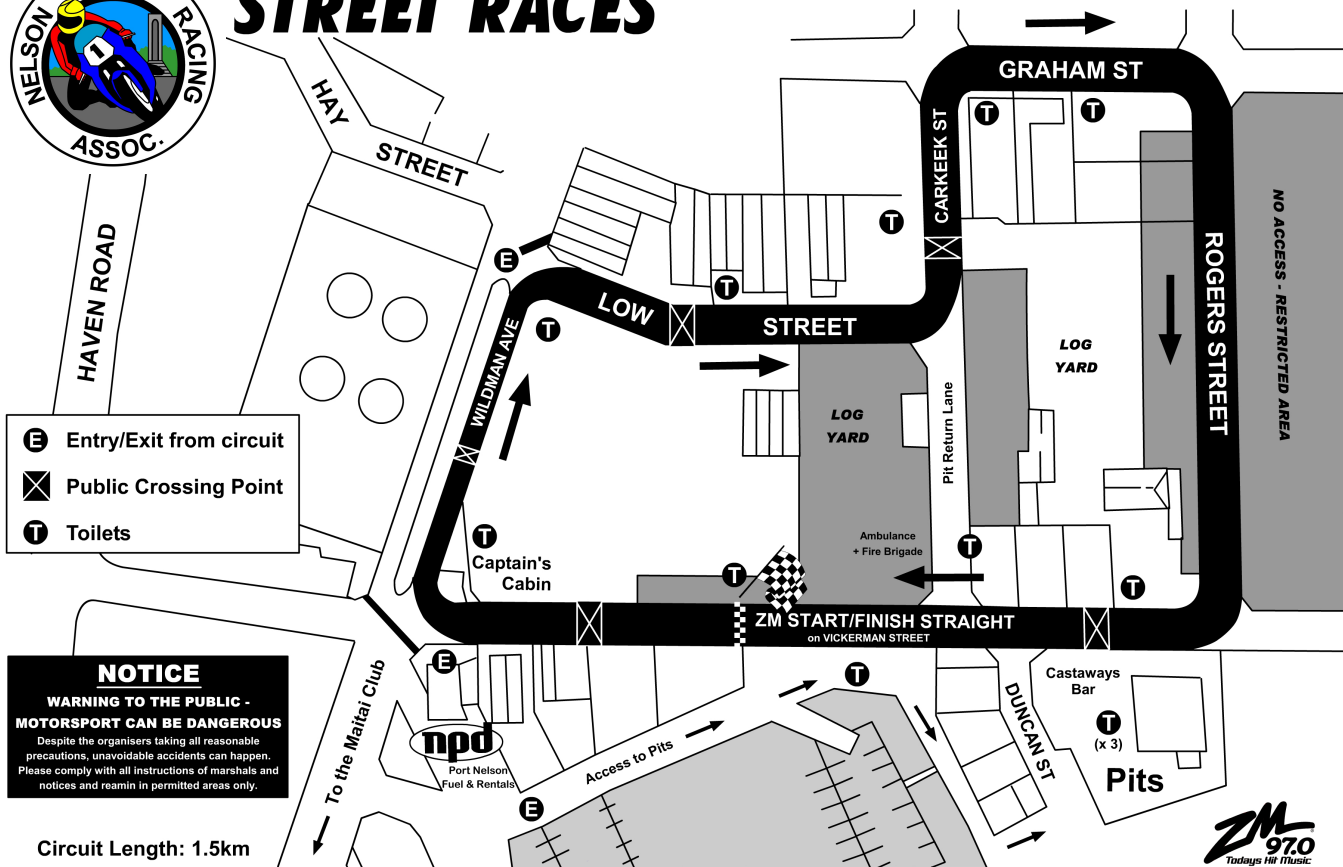 STREET RACES
NELSON
RACING
ASSOC.
1
HAY
STREET
HAVEN ROAD
GRAHAM ST
T
T
CARKEEK ST
T
E
T
LOW
STREET
T
WILDMAN AVE
ROGERS STREET
NO ACCESS - RESTRICTED AREA
LOG
YARD
LOG
YARD
Pit Return Lane
E Entry/Exit from circuit
Public Crossing Point
T Toilets
T
Captain's
Cabin
Ambulance
+ Fire Brigade
T
T
T
ZM START/FINISH STRAIGHT
on VICKERMAN STREET
E
T
NOTICE
WARNING TO THE PUBLIC -
MOTORSPORT CAN BE DANGEROUS
Despite the organisers taking all reasonable
precautions, unavoidable accidents can happen.
Please comply with all instructions of marshals and
notices and reamin in permitted areas only.
To the Maitai Club
npd
Port Nelson
Fuel & Rentals
Access to Pits
E
DUNCAN ST
Castaways
Bar
T
(x 3)
Pits
Circuit Length: 1.5km
ZM
97.0
Todays Hit Music